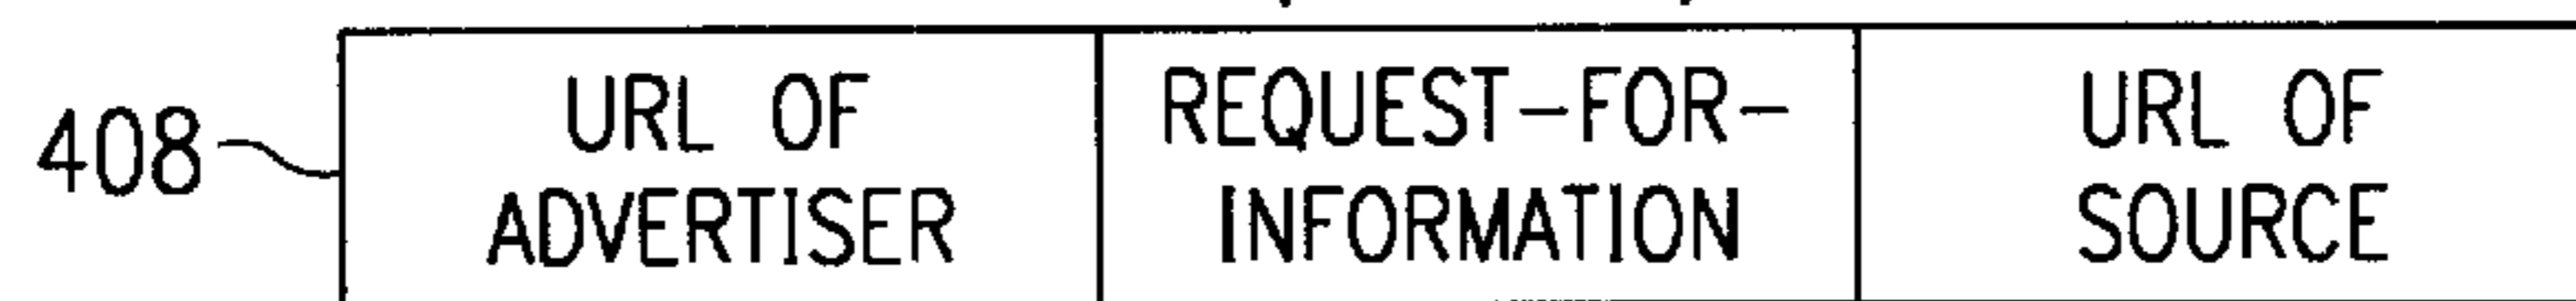 408
URL OF
ADVERTISER
REQUEST-FOR-
INFORMATION
URL OF
SOURCE